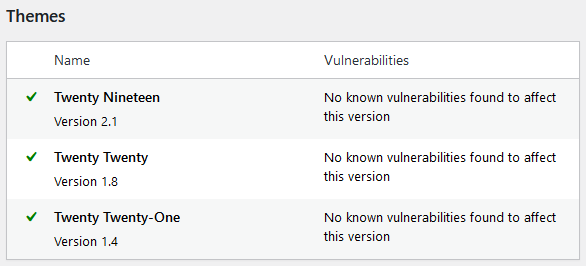 Themes
Name Vulnerabilities
Twenty Nineteen No known vulnerabilities found to affect
Version 2.1 this version
Twenty Twenty No known vulnerabilities found to affect
Version 1.8 this version
Twenty Twenty-One No known vulnerabilities found to affect
Version 1.4 this version